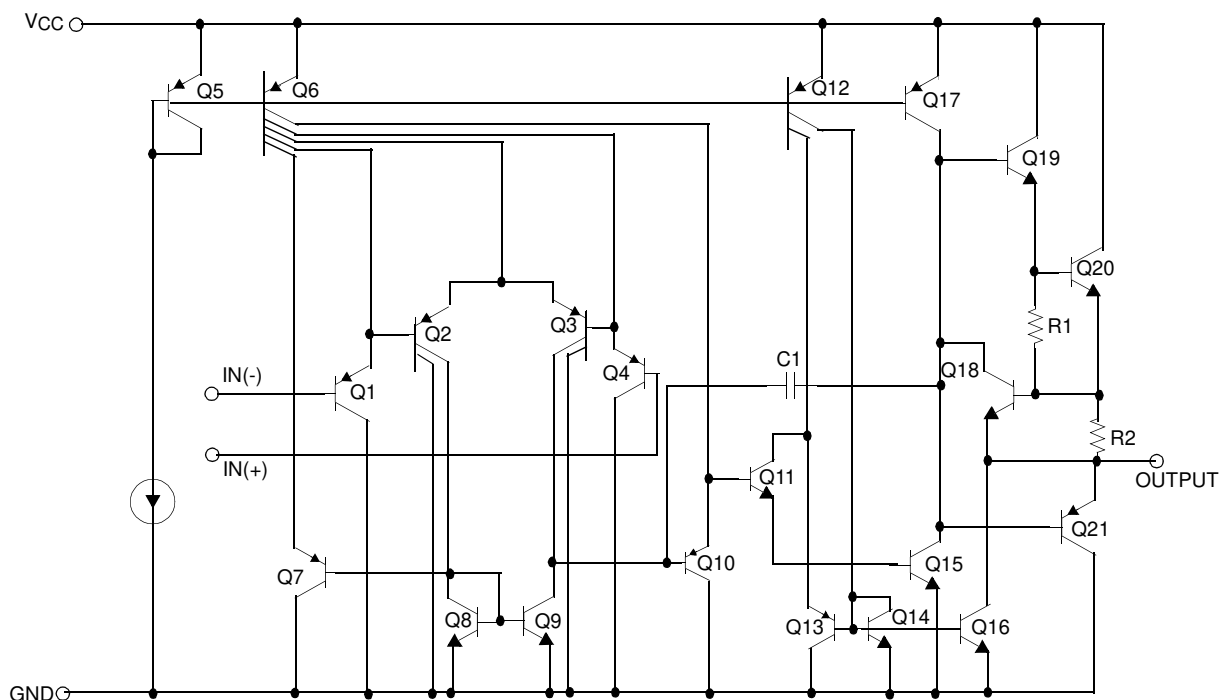 VCC
Q5
Q6
Q12
Q17
Q19
Q20
R1
Q2
Q3
C1
Q18
Q4
IN(-)
Q1
R2
IN(+)
Q11
OUTPUT
Q21
Q7
Q10
Q15
Q8
Q9
Q13
Q14
Q16
GND